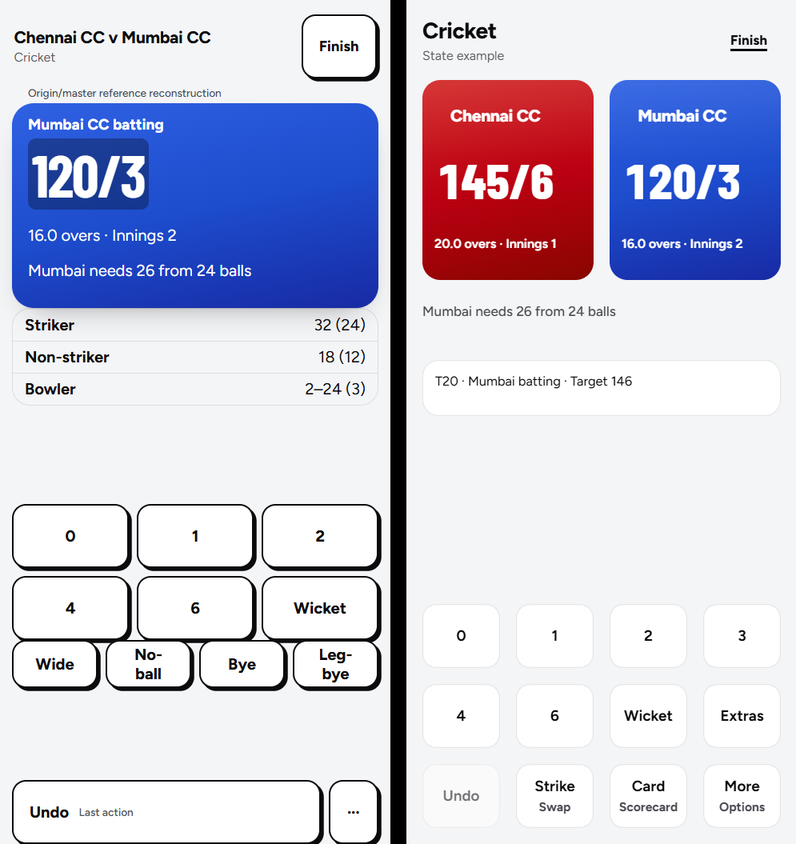 Chennai CC v Mumbai CC
Cricket
Finish
Origin/master reference reconstruction
Mumbai CC batting
120/3
16.0 overs · Innings 2
Mumbai needs 26 from 24 balls
Striker 32 (24)
Non-striker 18 (12)
Bowler 2–24 (3)
0 1 2
4 6 Wicket
Wide No-ball Bye Leg-bye
Undo Last action ...
Cricket
State example
Finish
Chennai CC
145/6
20.0 overs · Innings 1
Mumbai CC
120/3
16.0 overs · Innings 2
Mumbai needs 26 from 24 balls
T20 · Mumbai batting · Target 146
0 1 2 3
4 6 Wicket Extras
Undo Strike Card More
Swap Scorecard Options